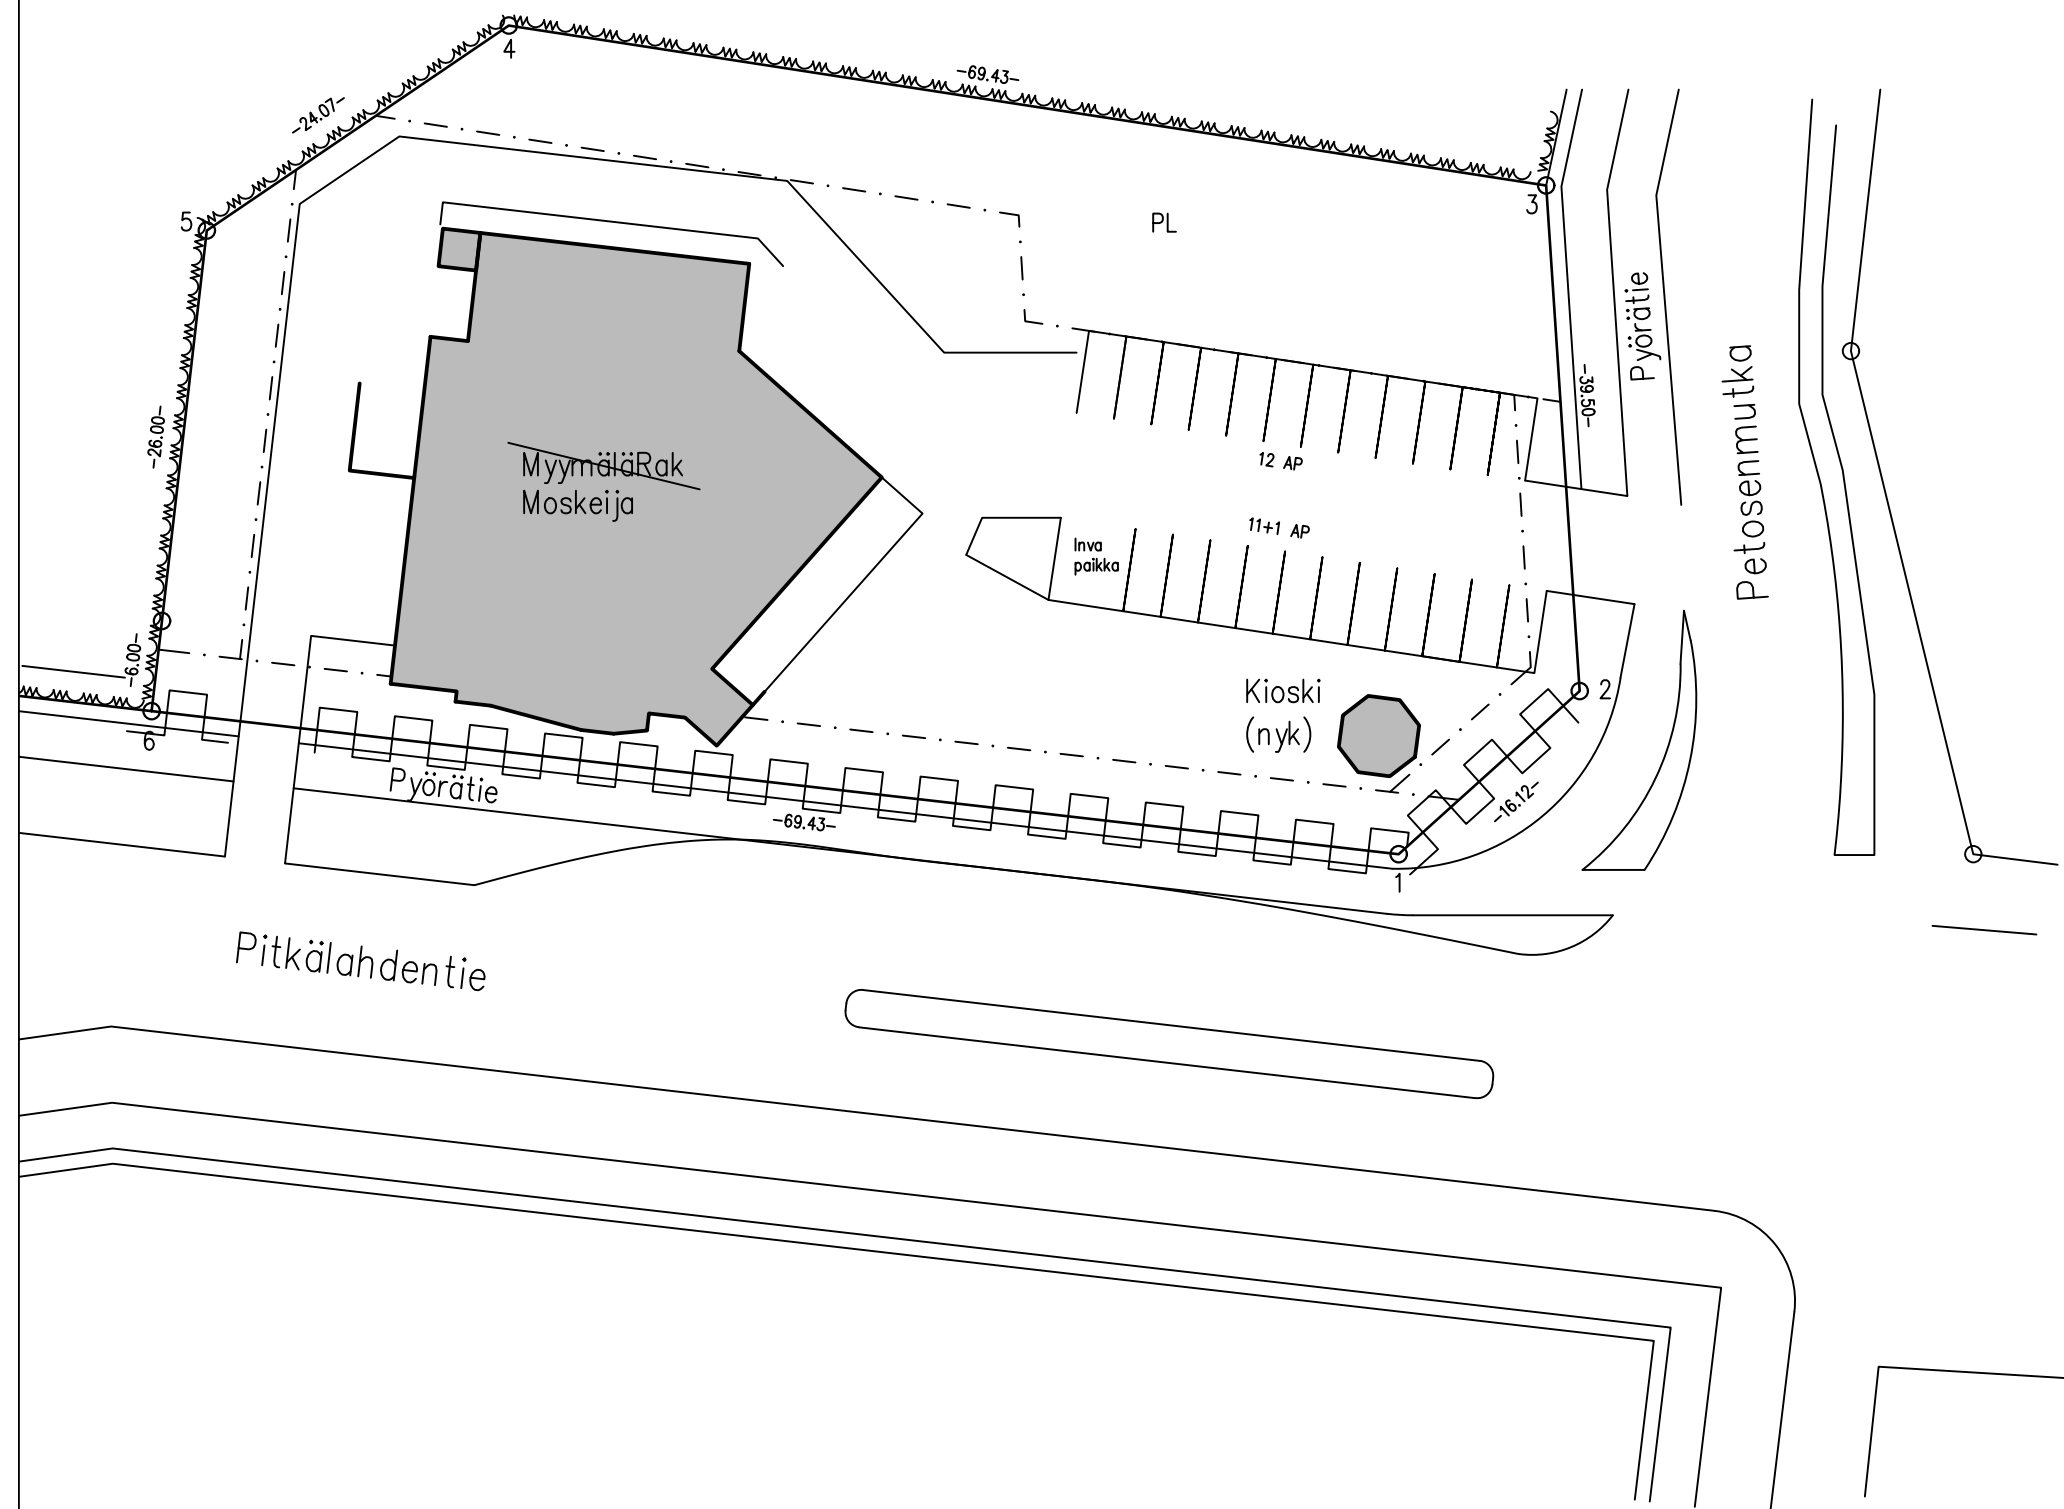 4
-69.43-
-24.07-
5
3
PL
Pyörätie
-39.50-
Petosenmutka
-26.00-
MyymäläRak
Moskeija
12 AP
11+1 AP
Inva
paikka
-6.00-
6
Kioski
(nyk)
2
Pyörätie
-69.43-
-16.12-
1
Pitkälahdentie